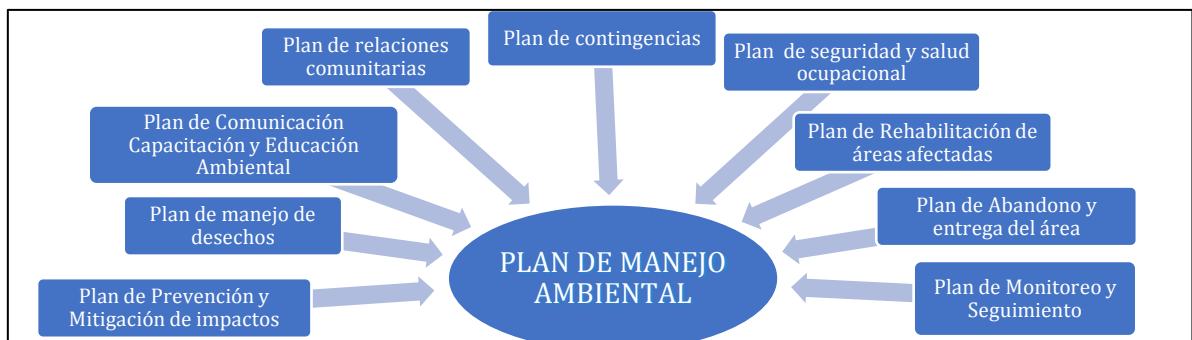 Plan de contingencias
Plan de relaciones
comunitarias
Plan  de seguridad y salud
ocupacional
Plan de Comunicación
Capacitación y Educación
Ambiental
Plan de Rehabilitación de
áreas afectadas
Plan de manejo de
desechos
Plan de Abandono y
entrega del área
Plan de Prevención y
Mitigación de impactos
PLAN DE MANEJO
AMBIENTAL
Plan de Monitoreo y
Seguimiento